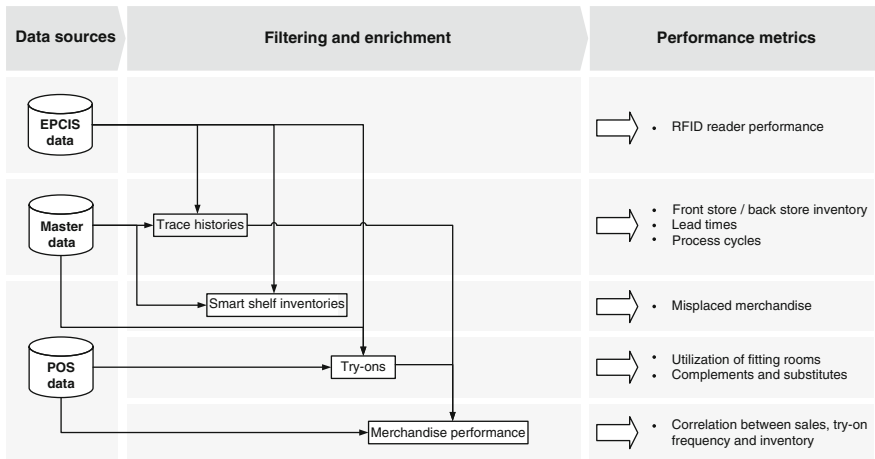 Data sources
Filtering and enrichment
Performance metrics
EPCIS
data
• RFID reader performance
Master
data
Trace histories
• Front store / back store inventory
• Lead times
• Process cycles
Smart shelf inventories
• Misplaced merchandise
POS
data
Try-ons
• Utilization of fitting rooms
• Complements and substitutes
Merchandise performance
• Correlation between sales, try-on
frequency and inventory